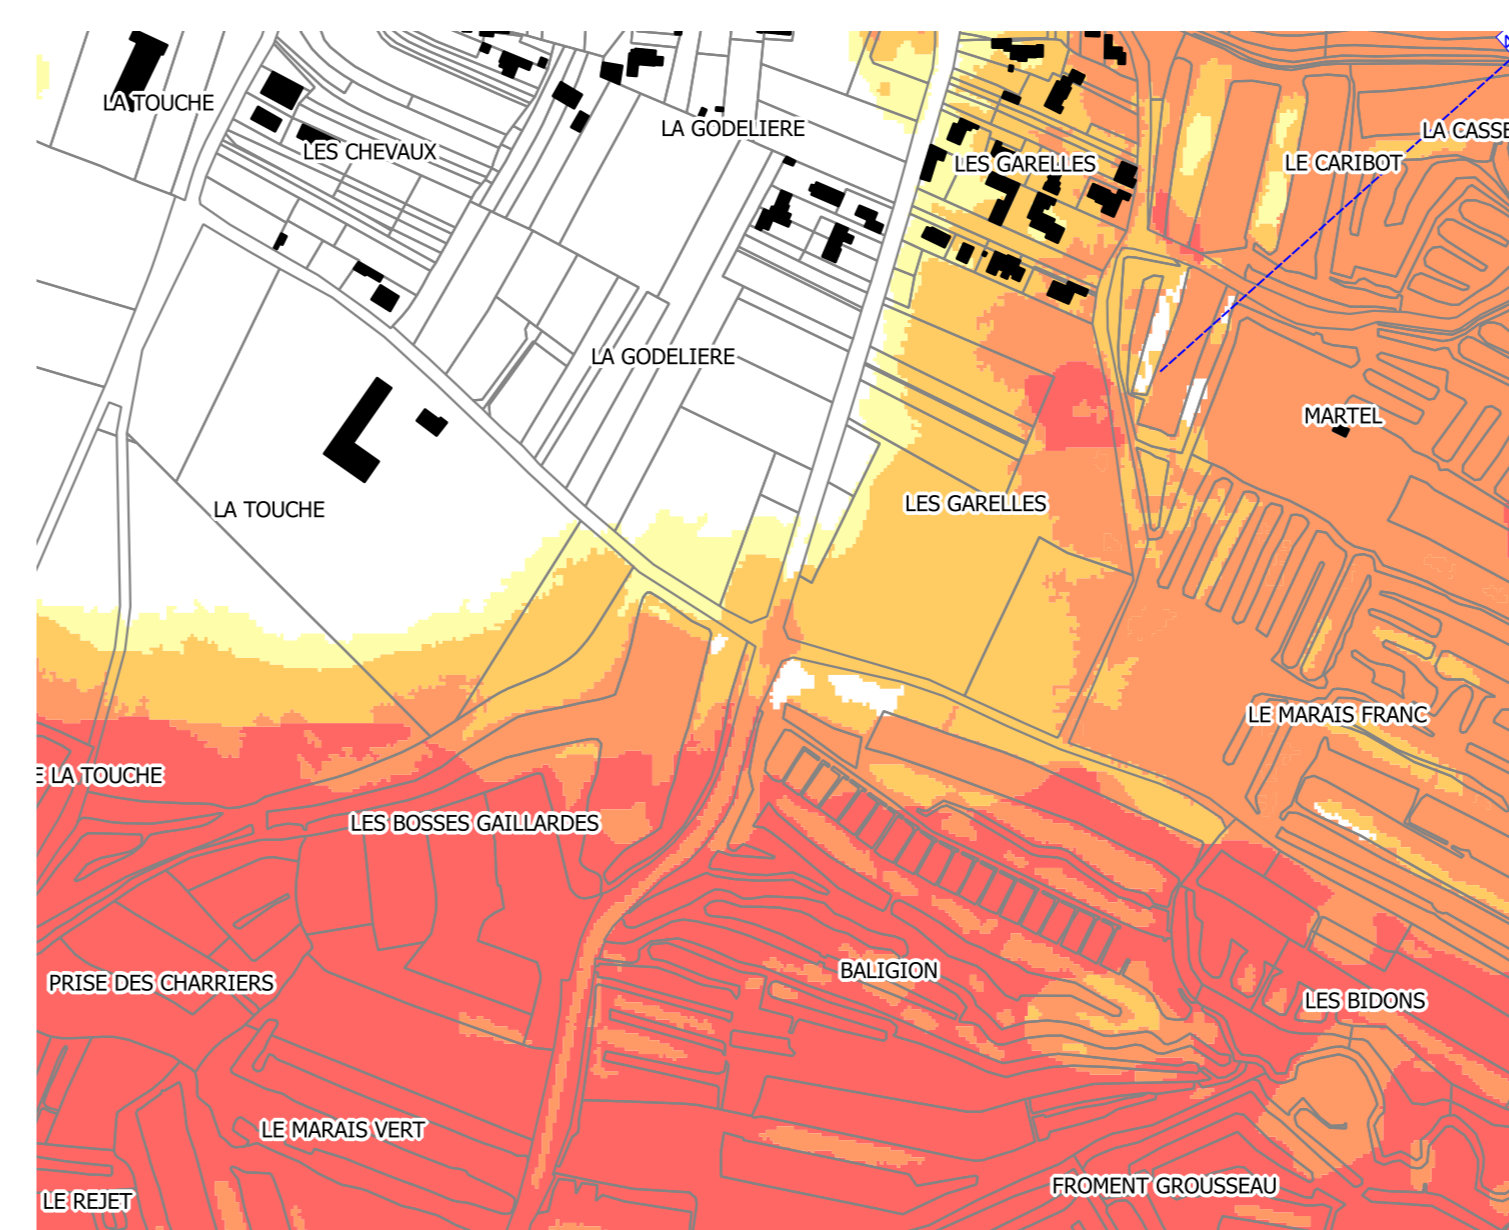 LA TOUCHE
LES CHEVAUX
LA GODELIERE
LES GARELLES
LE CARIBOT
LA CASSE
LA GODELIERE
MARTEL
LA TOUCHE
LES GARELLES
LE MARAIS FRANC
E LA TOUCHE
LES BOSSES GAILLARDES
BALIGION
PRISE DES CHARRIERS
LES BIDONS
LE MARAIS VERT
FROMENT GROUSSEAU
LE REJET